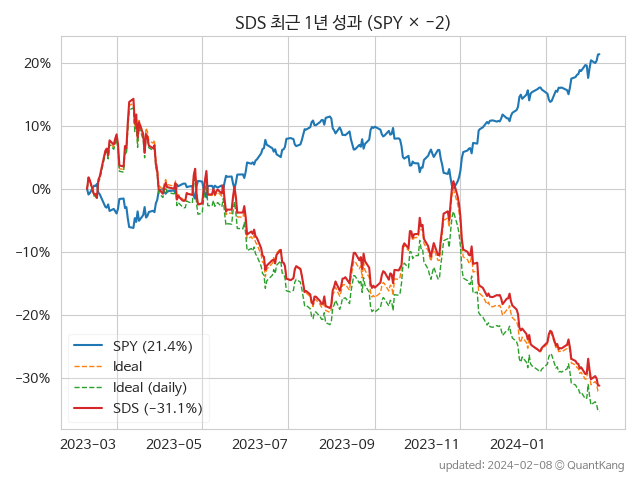 SDS 최근 1년 성과 (SPY × −2)
20%
10%
0%
−10%
−20%
−30%
SPY (21.4%)
Ideal
Ideal (daily)
SDS (−31.1%)
2023-03 2023-05 2023-07 2023-09 2023-11 2024-01
updated: 2024-02-08 © QuantKang